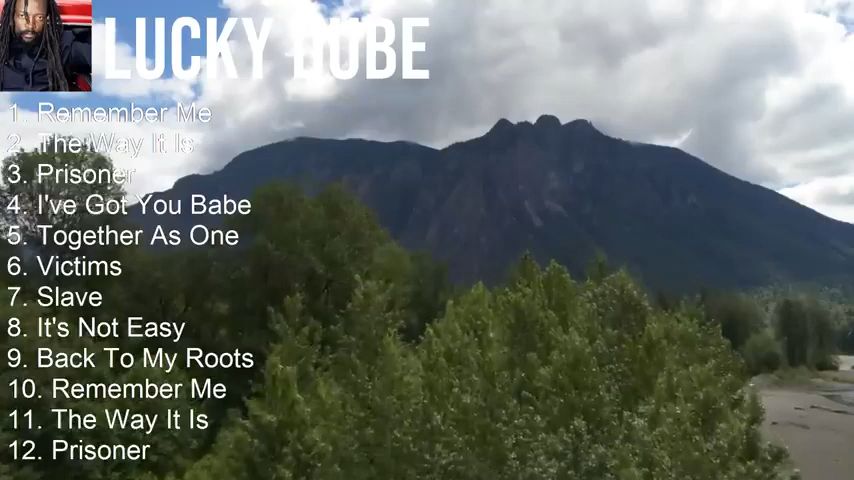 LUCKY DUBE
1. Remember Me
2. The Way It Is
3. Prisoner
4. I've Got You Babe
5. Together As One
6. Victims
7. Slave
8. It's Not Easy
9. Back To My Roots
10. Remember Me
11. The Way It Is
12. Prisoner